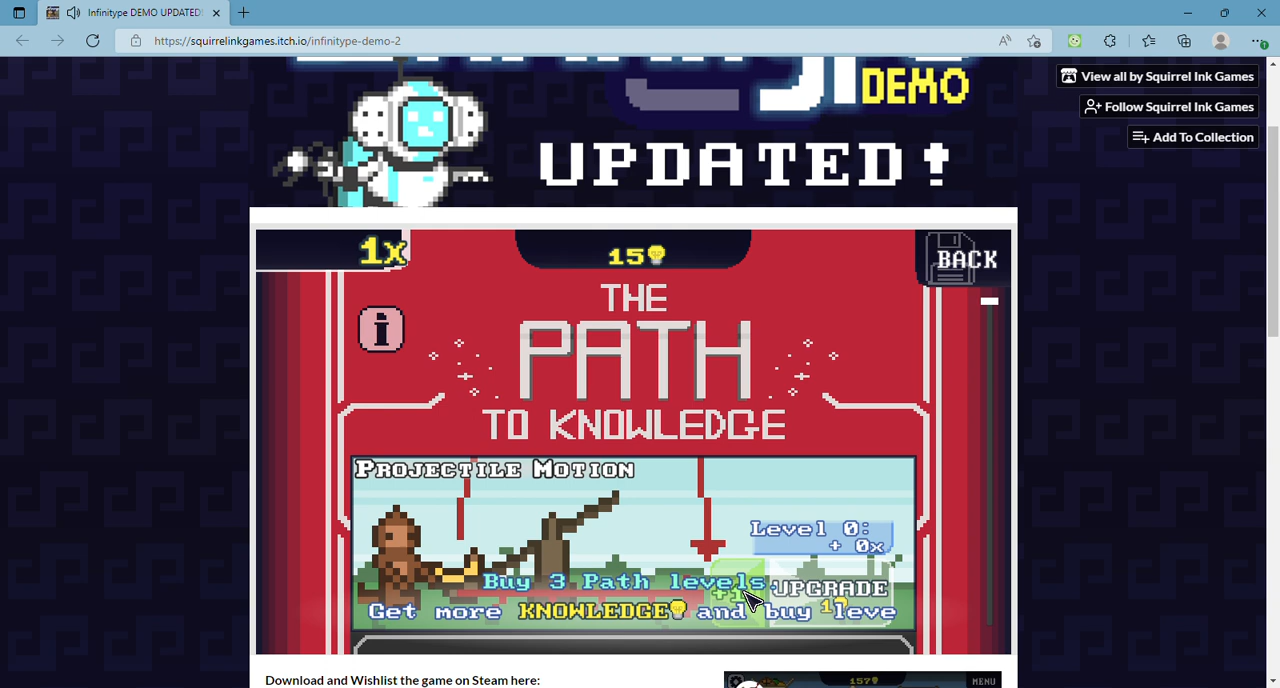 Infinitype DEMO UPDATED!
https://squirrelinkgames.itch.io/infinitype-demo-2
View all by Squirrel Ink Games
Follow Squirrel Ink Games
Add To Collection
DEMO
UPDATED!
1x
15
BACK
i
THE
PATH
TO KNOWLEDGE
PROJECTILE MOTION
Level 0:
+ 0x
Buy 3 Path levels.
+1
UPGRADE
1
Get more KNOWLEDGE and buy leve
Download and Wishlist the game on Steam here:
157
MENU